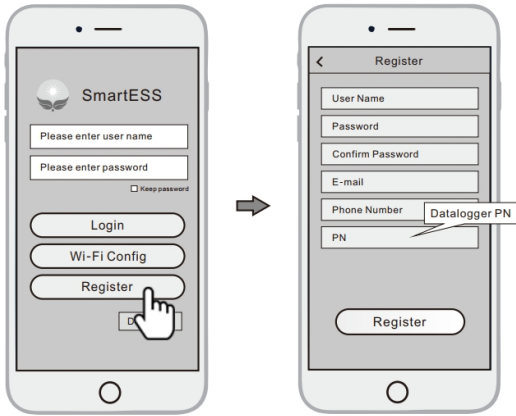 SmartESS
Please enter user name
Please enter password
Keep password
Login
Wi-Fi Config
Register
D
Register
User Name
Password
Confirm Password
E-mail
Phone Number
Datalogger PN
PN
Register